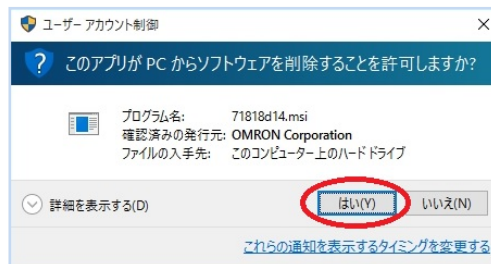 ユーザー アカウント制御
このアプリが PC からソフトウェアを削除することを許可しますか?
プログラム名: 71818d14.msi
確認済みの発行元: OMRON Corporation
ファイルの入手先: このコンピューター上のハード ドライブ
詳細を表示する(D)
はい(Y)
いいえ(N)
これらの通知を表示するタイミングを変更する